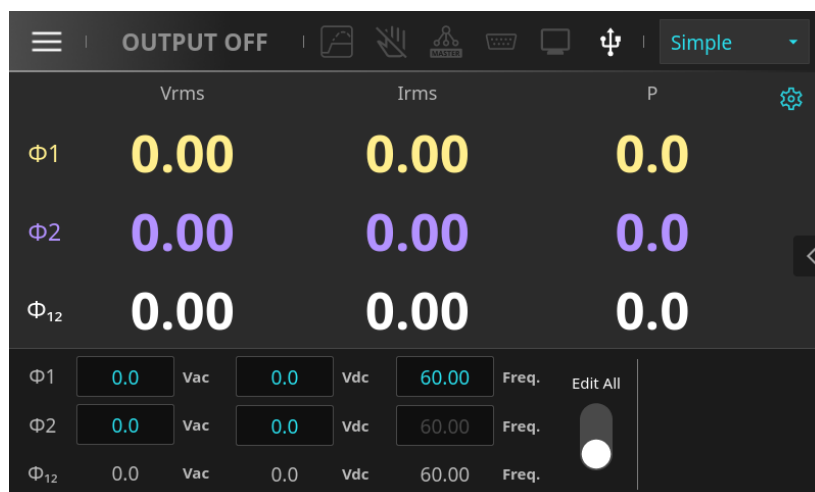 OUTPUT OFF MASTER Simple
Vrms Irms P
Φ1 0.00 0.00 0.0
Φ2 0.00 0.00 0.0
Φ₁₂ 0.00 0.00 0.0
Φ1 0.0 Vac 0.0 Vdc 60.00 Freq. Edit All
Φ2 0.0 Vac 0.0 Vdc 60.00 Freq.
Φ₁₂ 0.0 Vac 0.0 Vdc 60.00 Freq.